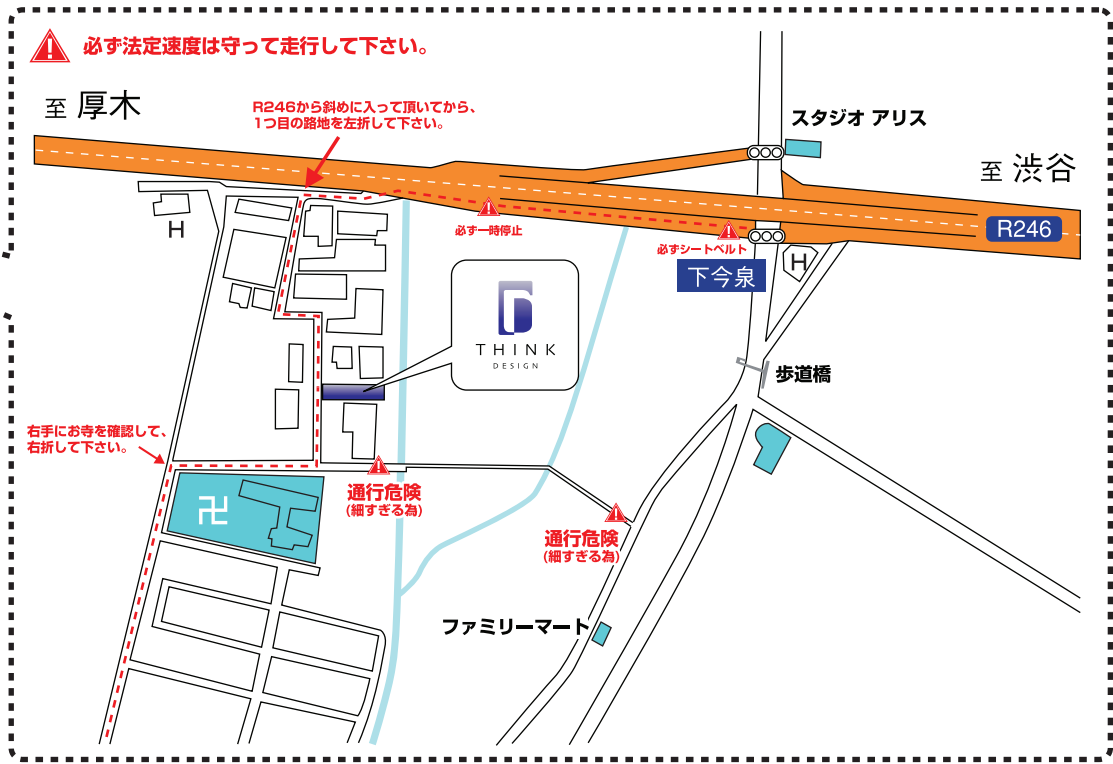 必ず法定速度は守って走行して下さい。
至 厚木
R246から斜めに入って頂いてから、
1つ目の路地を左折して下さい。
スタジオ アリス
至 渋谷
R246
必ず一時停止
必ずシートベルト
下今泉
H
H
THINK
DESIGN
歩道橋
右手にお寺を確認して、
右折して下さい。
通行危険
(細すぎる為)
卍
通行危険
(細すぎる為)
ファミリーマート